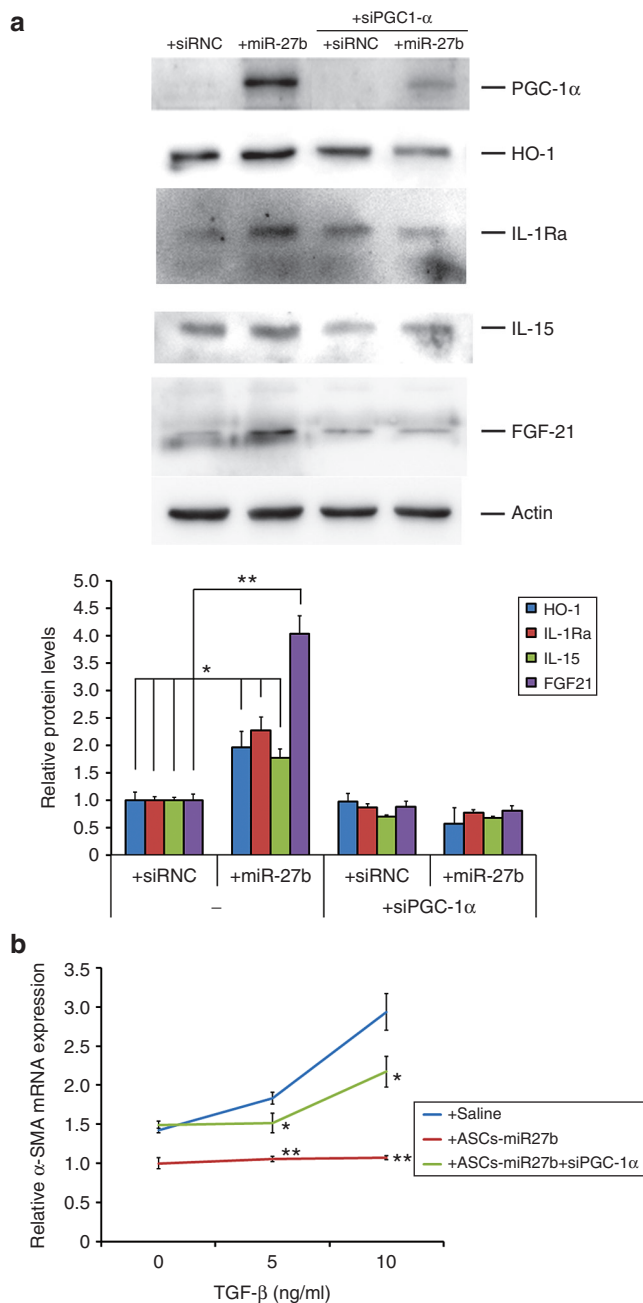 a
+siPGC1-α
+siRNC +miR-27b +siRNC +miR-27b
PGC-1α
HO-1
IL-1Ra
IL-15
FGF-21
Actin
Relative protein levels
5.0
4.5
4.0
3.5
3.0
2.5
2.0
1.5
1.0
0.5
0
**
*
HO-1
IL-1Ra
IL-15
FGF21
+siRNC +miR-27b +siRNC +miR-27b
– +siPGC-1α
b
Relative α-SMA mRNA expression
3.5
3.0
2.5
2.0
1.5
1.0
0.5
0
*
**
*
**
+Saline
+ASCs-miR27b
+ASCs-miR27b+siPGC-1α
0 5 10
TGF-β (ng/ml)